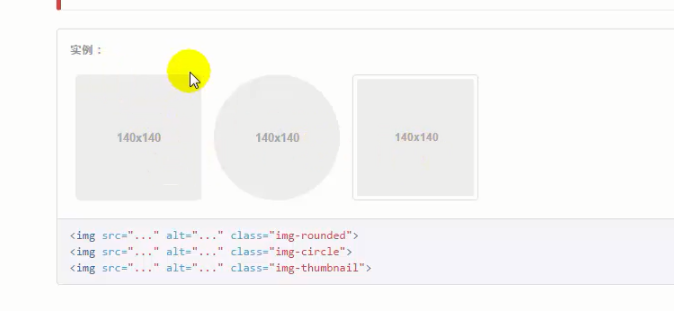 实例：
140x140 140x140 140x140
<img src="..." alt="..." class="img-rounded">
<img src="..." alt="..." class="img-circle">
<img src="..." alt="..." class="img-thumbnail">